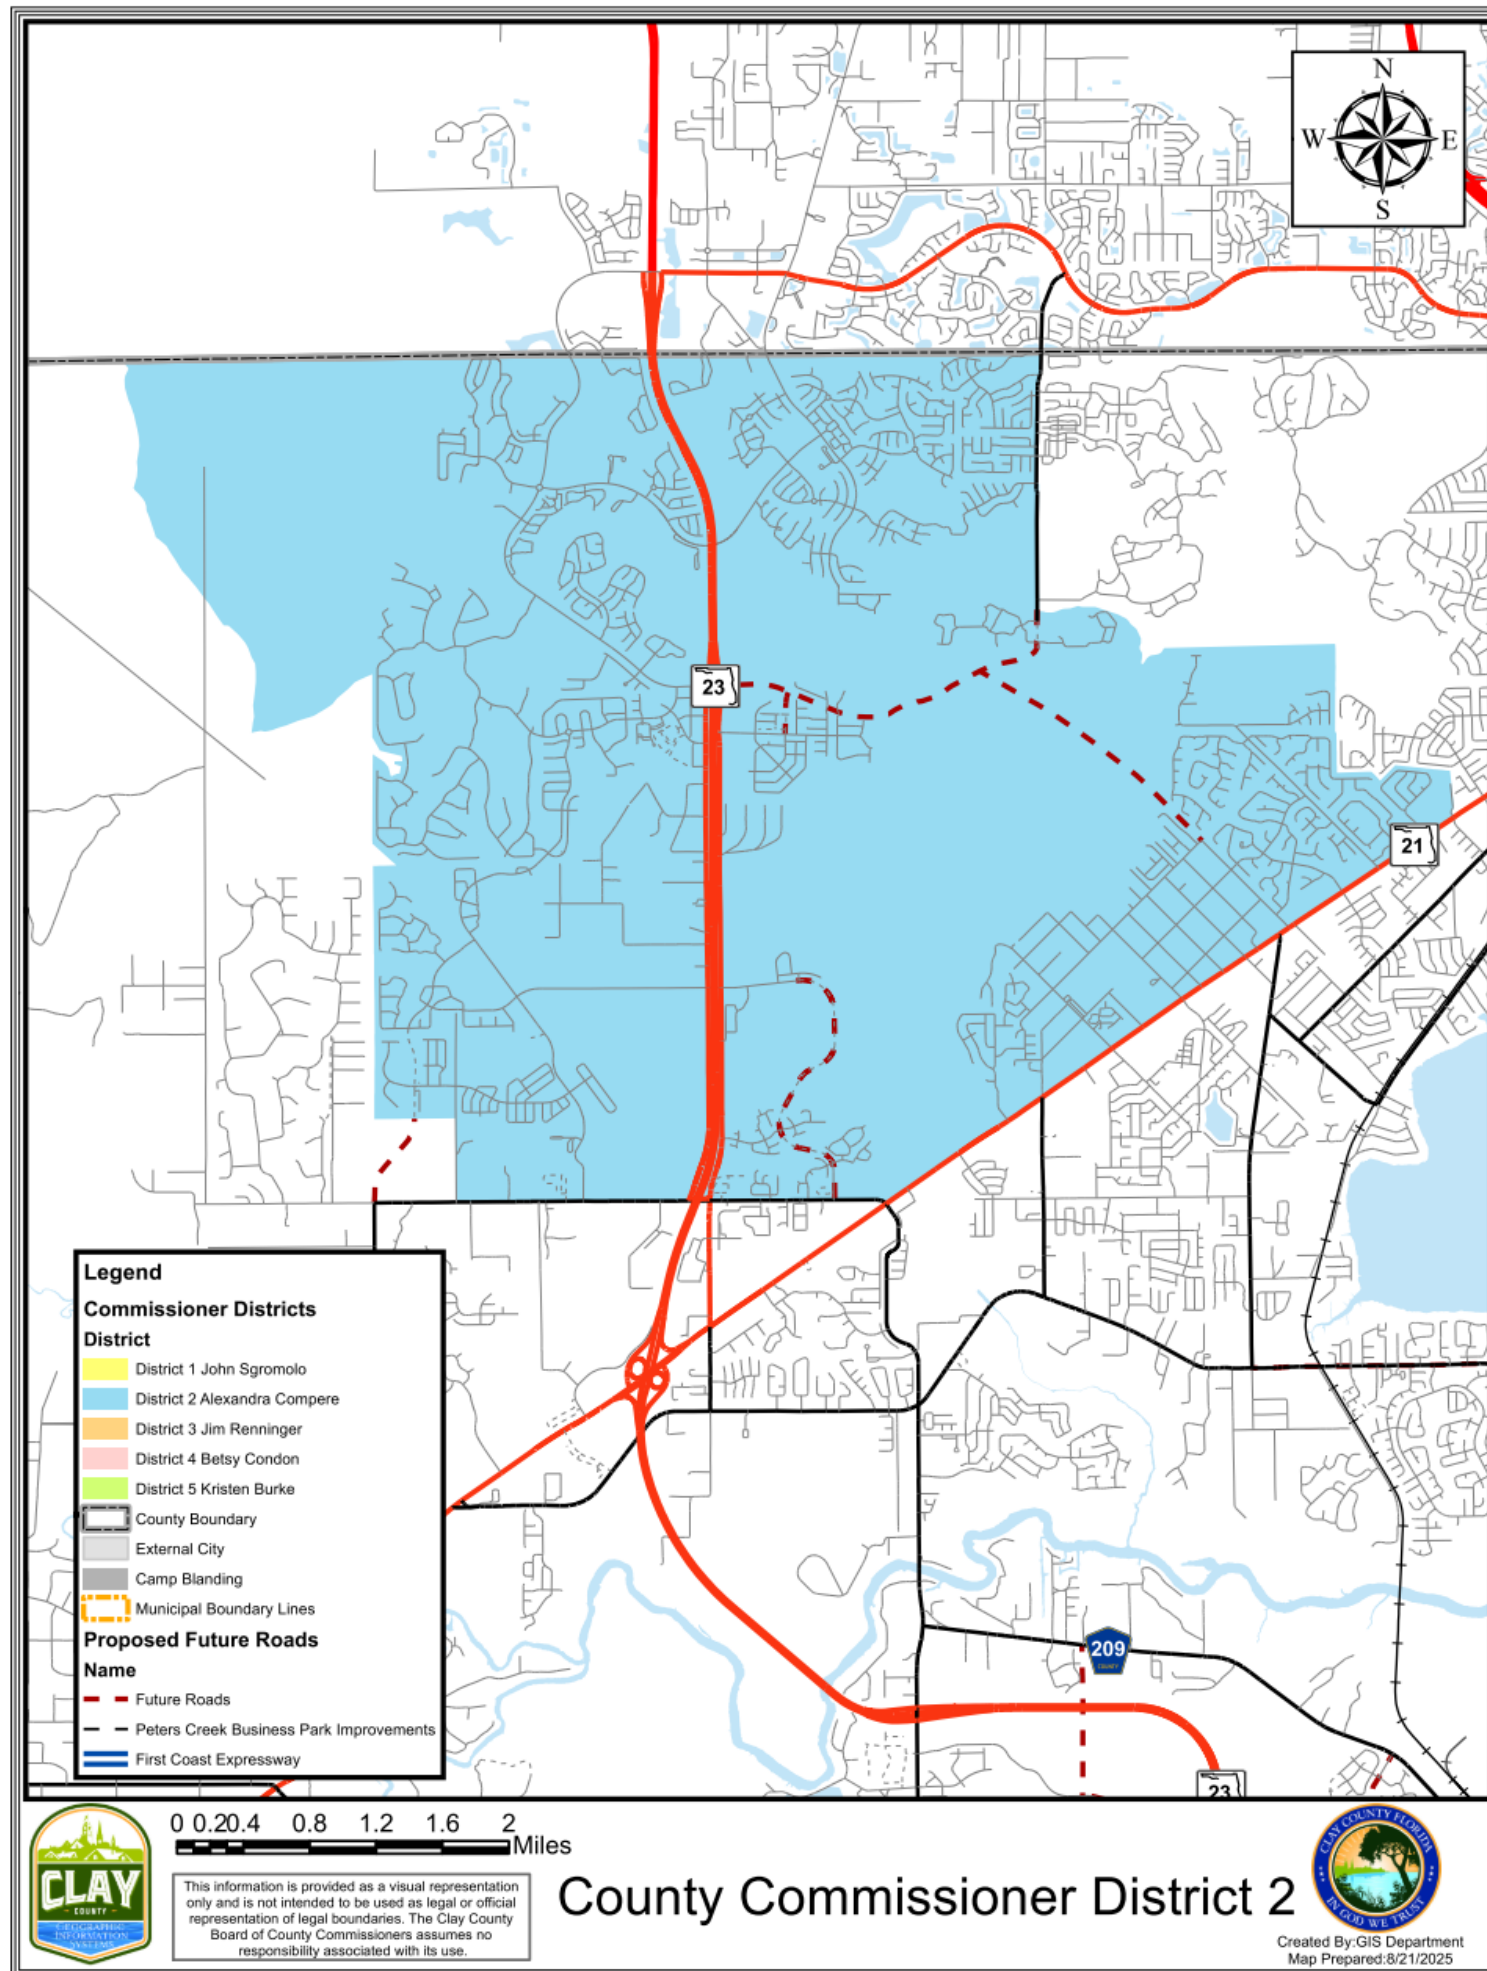 N
W E
S
23
21
Legend
Commissioner Districts
District
District 1 John Sgromolo
District 2 Alexandra Compere
District 3 Jim Renninger
District 4 Betsy Condon
District 5 Kristen Burke
County Boundary
External City
Camp Blanding
Municipal Boundary Lines
Proposed Future Roads
Name
Future Roads
Peters Creek Business Park Improvements
First Coast Expressway
209
COUNTY
23
CLAY
COUNTY
GEOGRAPHIC
INFORMATION
SYSTEMS
0 0.20.4 0.8 1.2 1.6 2
Miles
This information is provided as a visual representation
only and is not intended to be used as legal or official
representation of legal boundaries. The Clay County
Board of County Commissioners assumes no
responsibility associated with its use.
County Commissioner District 2
CLAY COUNTY FLORIDA
IN GOD WE TRUST
Created By:GIS Department
Map Prepared:8/21/2025